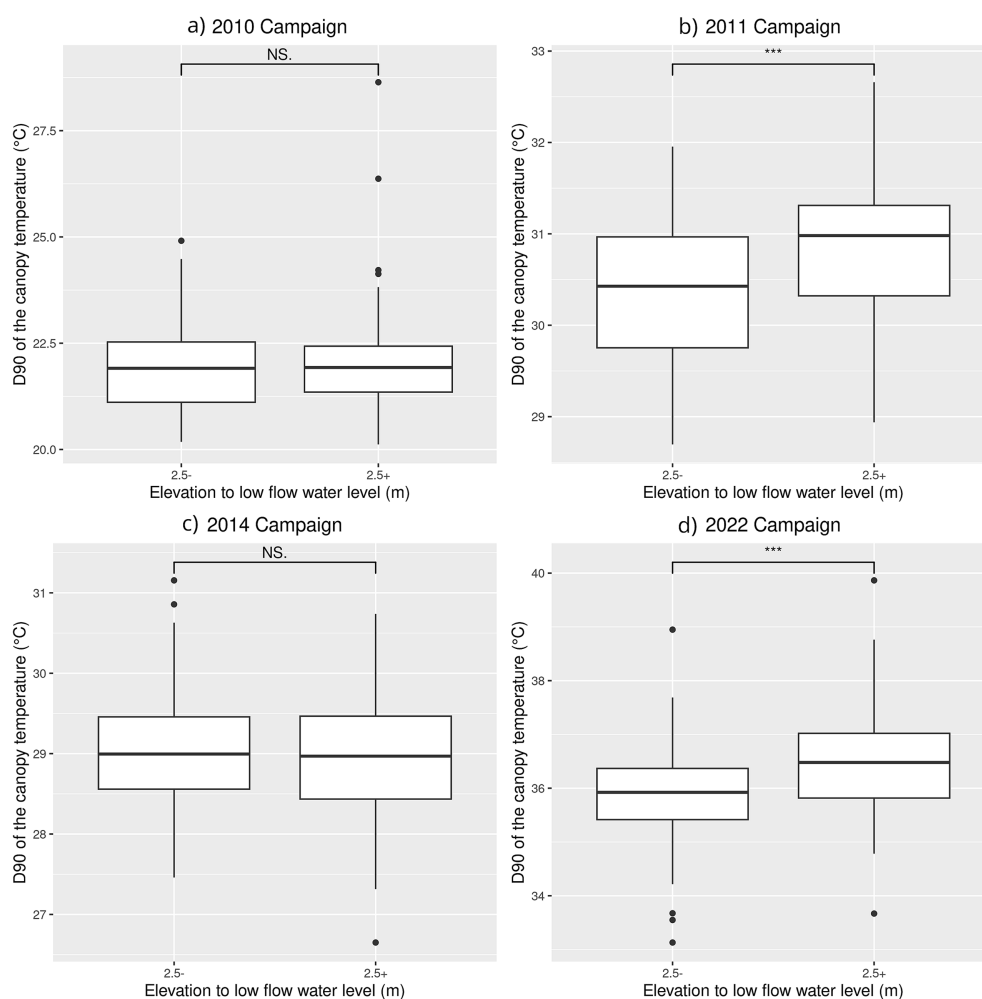 a) 2010 Campaign
NS.
D90 of the canopy temperature (°C)
27.5
25.0
22.5
20.0
2.5-
2.5+
Elevation to low flow water level (m)
b) 2011 Campaign
***
D90 of the canopy temperature (°C)
33
32
31
30
29
2.5-
2.5+
Elevation to low flow water level (m)
c) 2014 Campaign
NS.
D90 of the canopy temperature (°C)
31
30
29
28
27
2.5-
2.5+
Elevation to low flow water level (m)
d) 2022 Campaign
***
D90 of the canopy temperature (°C)
40
38
36
34
2.5-
2.5+
Elevation to low flow water level (m)